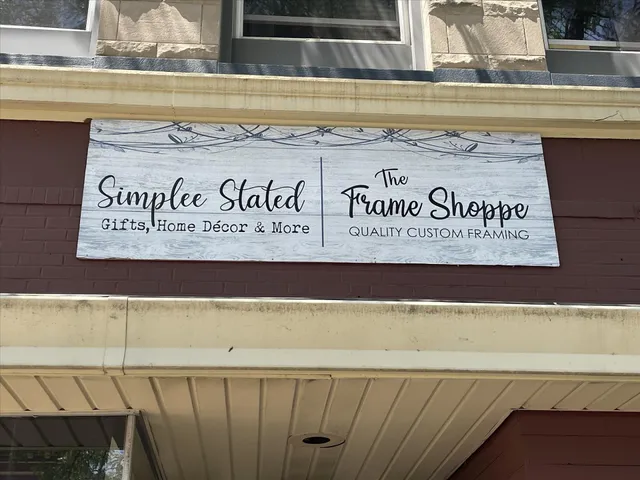 Simplee Stated
Gifts, Home Décor & More
The
Frame Shoppe
QUALITY CUSTOM FRAMING